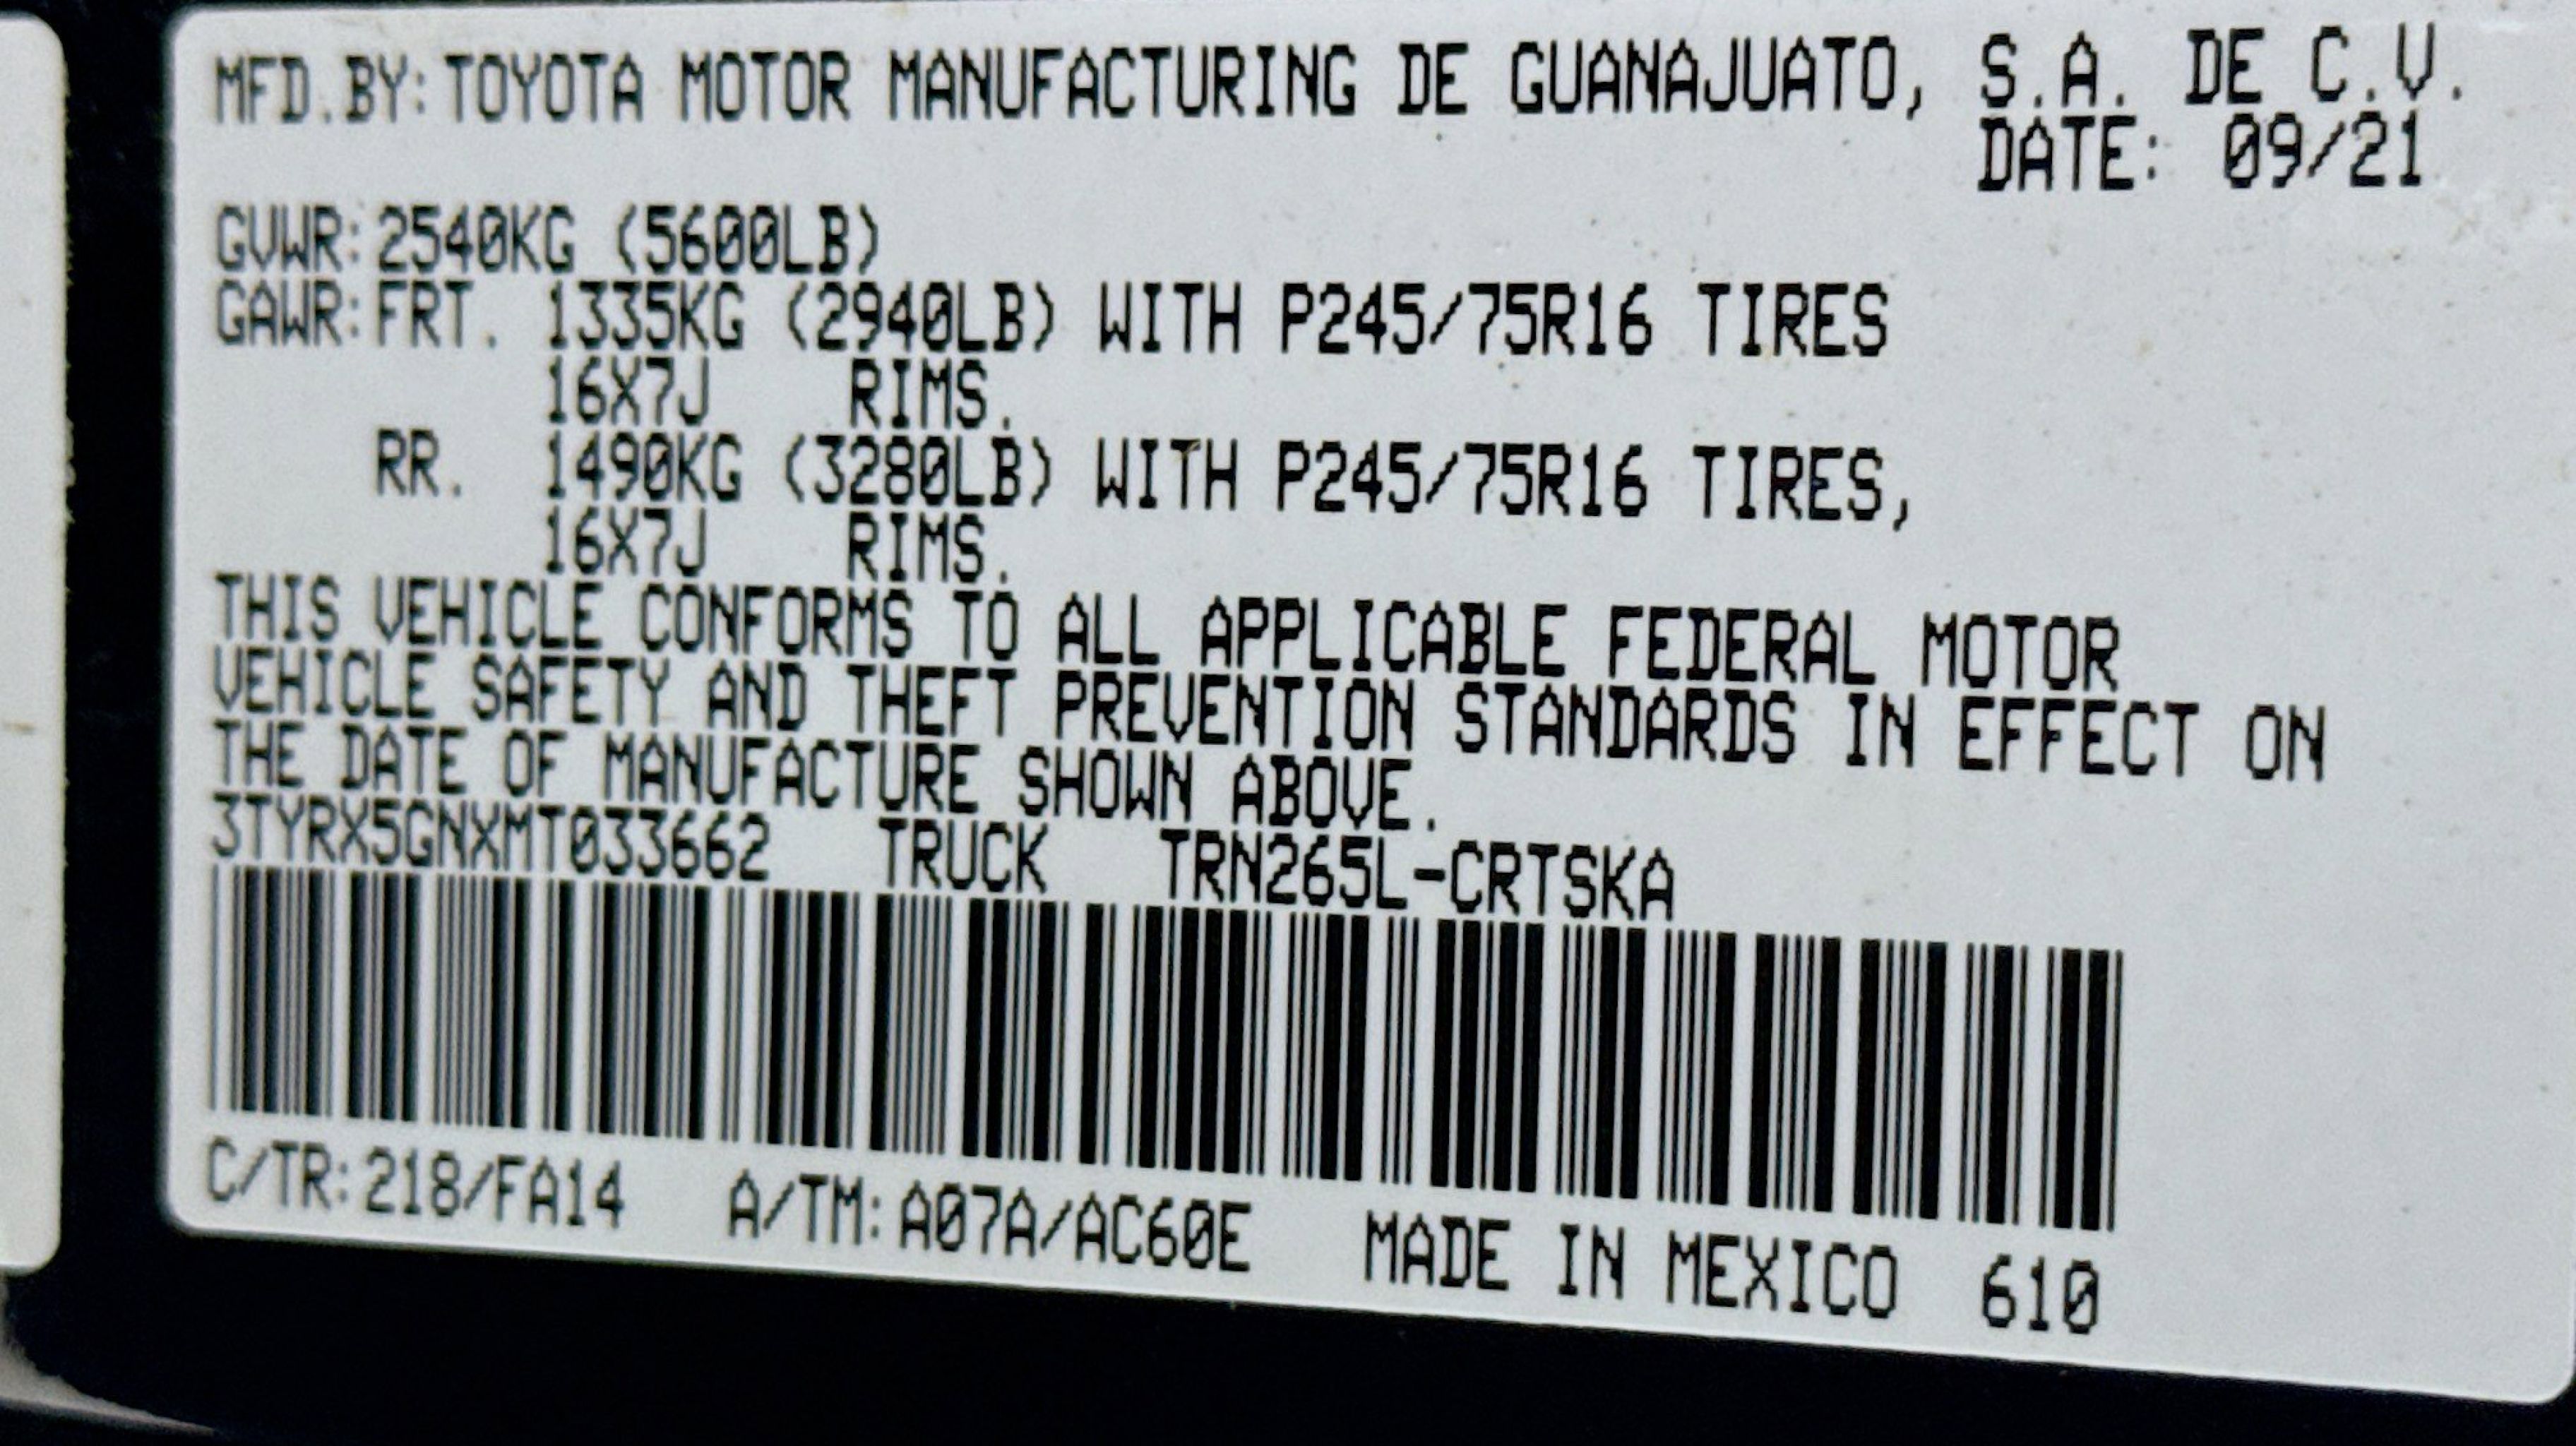 MFD.BY:TOYOTA MOTOR MANUFACTURING DE GUANAJUATO, S.A. DE C.V.
DATE: 09/21
GVWR:2540KG (5600LB)
GAWR:FRT. 1335KG (2940LB) WITH P245/75R16 TIRES
16X7J RIMS.
RR. 1490KG (3280LB) WITH P245/75R16 TIRES,
16X7J RIMS.
THIS VEHICLE CONFORMS TO ALL APPLICABLE FEDERAL MOTOR
VEHICLE SAFETY AND THEFT PREVENTION STANDARDS IN EFFECT ON
THE DATE OF MANUFACTURE SHOWN ABOVE.
3TYRX5GNXMT033662 TRUCK TRN265L-CRTSKA
C/TR:218/FA14 A/TM:A07A/AC60E MADE IN MEXICO 610